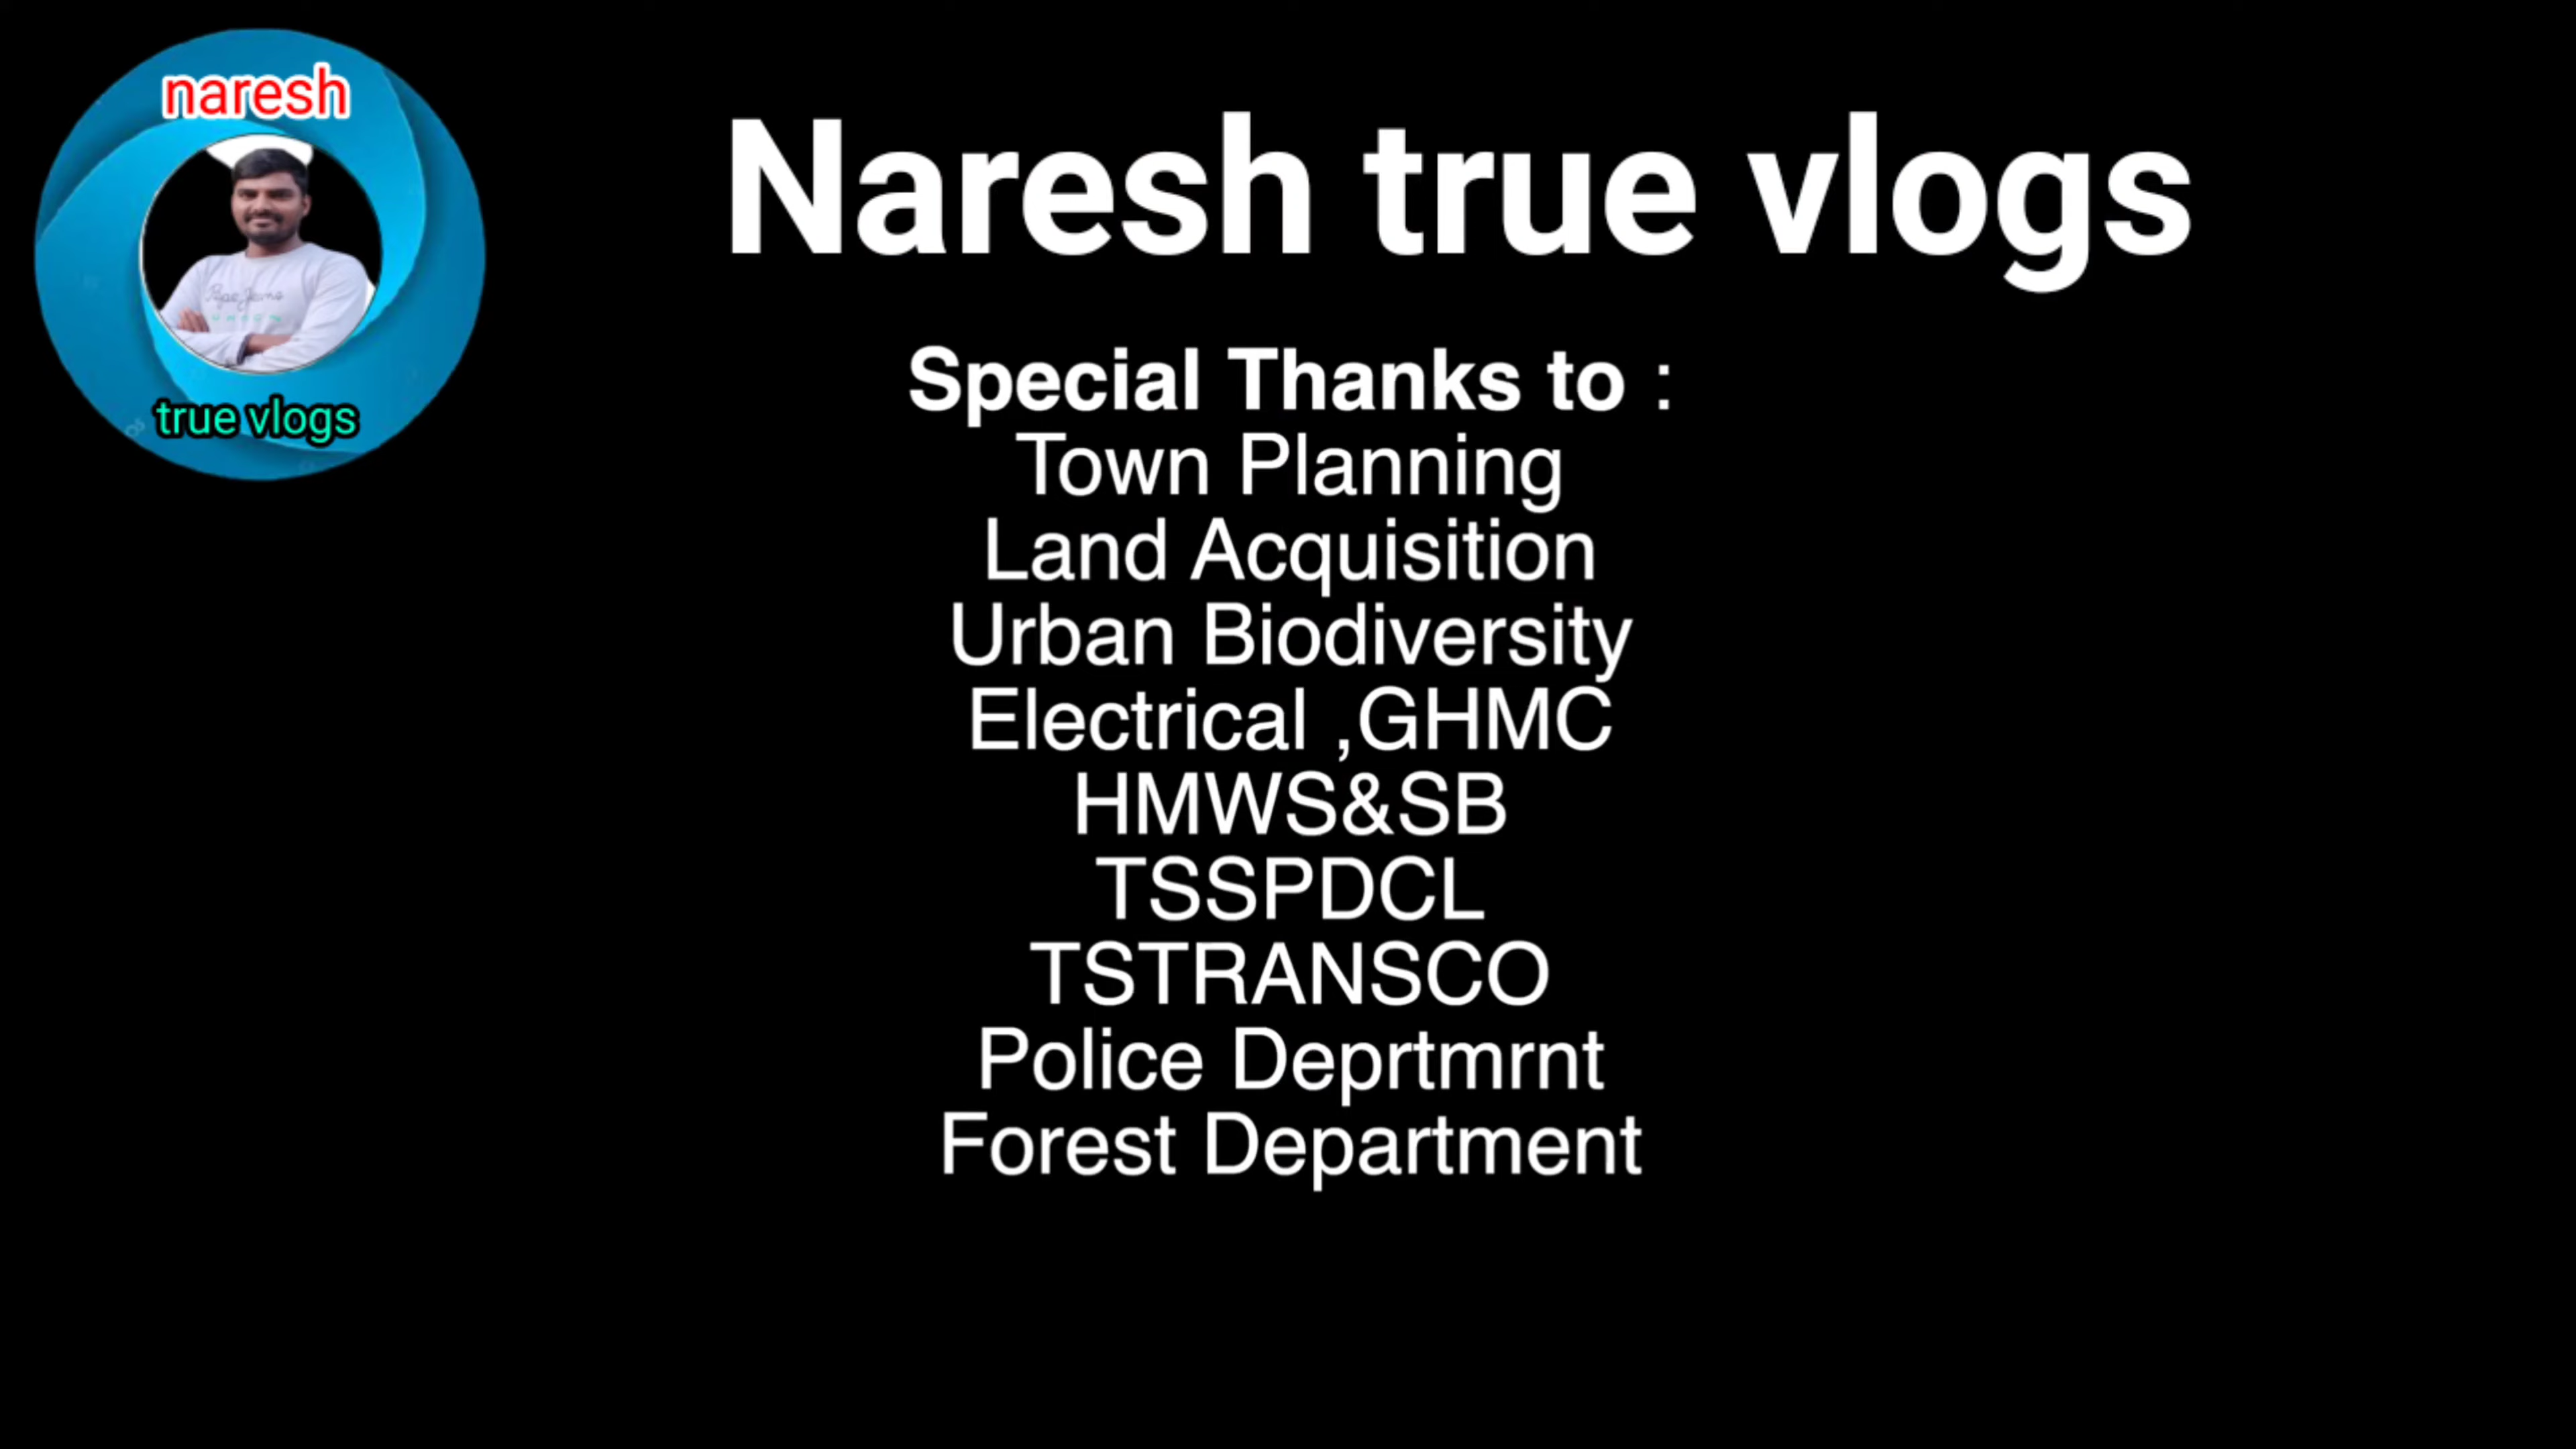 naresh
true vlogs
Naresh true vlogs
Special Thanks to :
Town Planning
Land Acquisition
Urban Biodiversity
Electrical ,GHMC
HMWS&SB
TSSPDCL
TSTRANSCO
Police Deprtmrnt
Forest Department